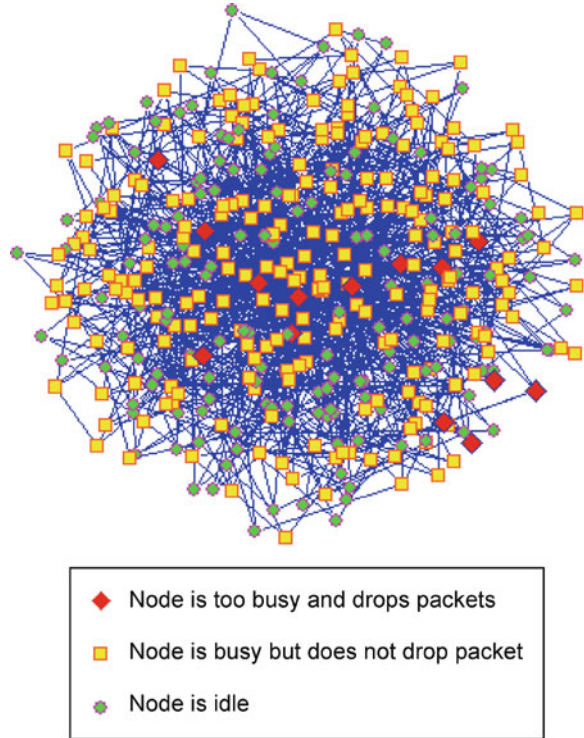 Node is too busy and drops packets
Node is busy but does not drop packet
Node is idle